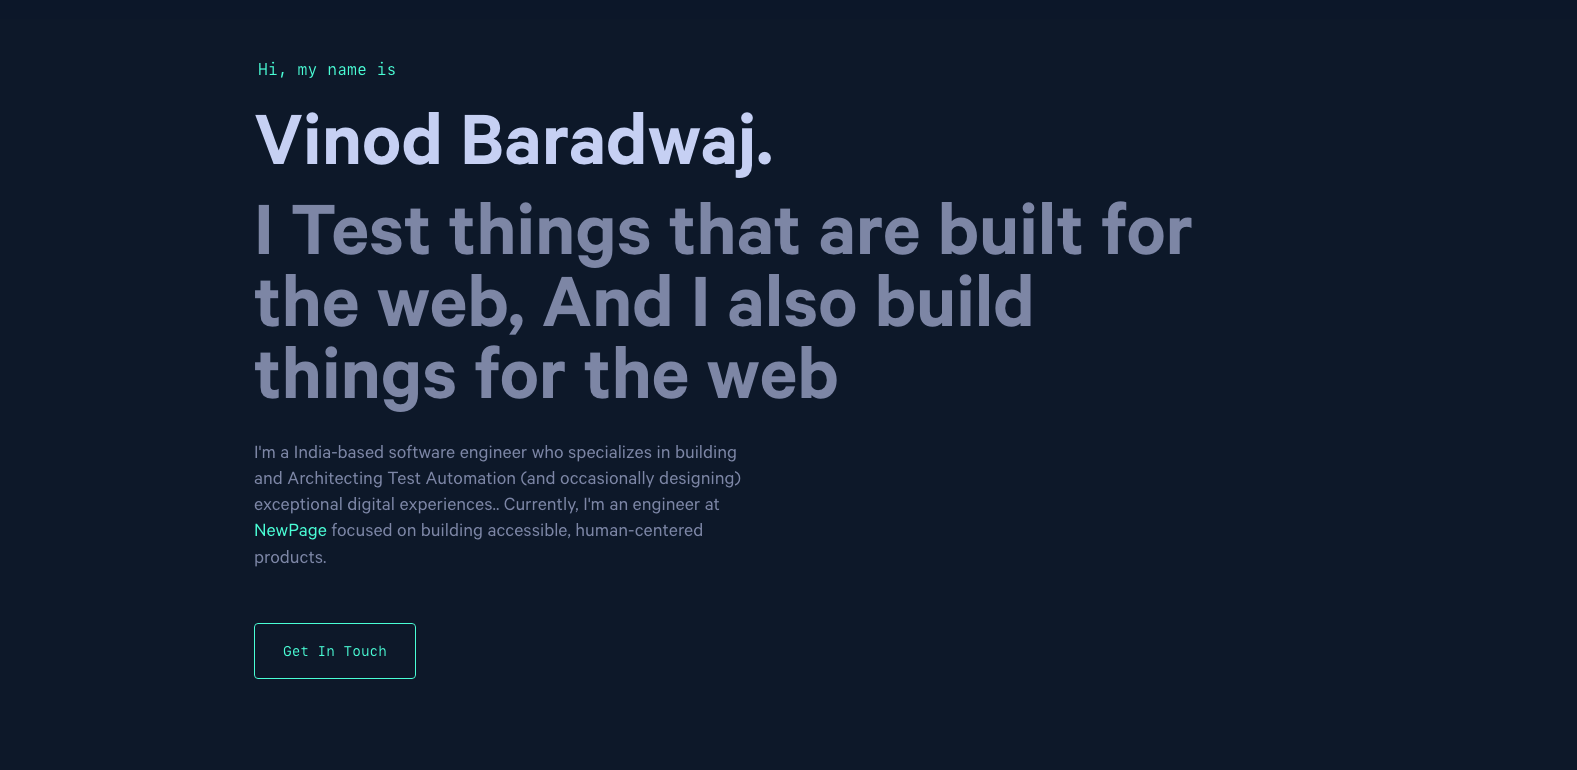 Hi, my name is
Vinod Baradwaj.
I Test things that are built for
the web, And I also build
things for the web
I'm a India-based software engineer who specializes in building
and Architecting Test Automation (and occasionally designing)
exceptional digital experiences.. Currently, I'm an engineer at
NewPage focused on building accessible, human-centered
products.
Get In Touch